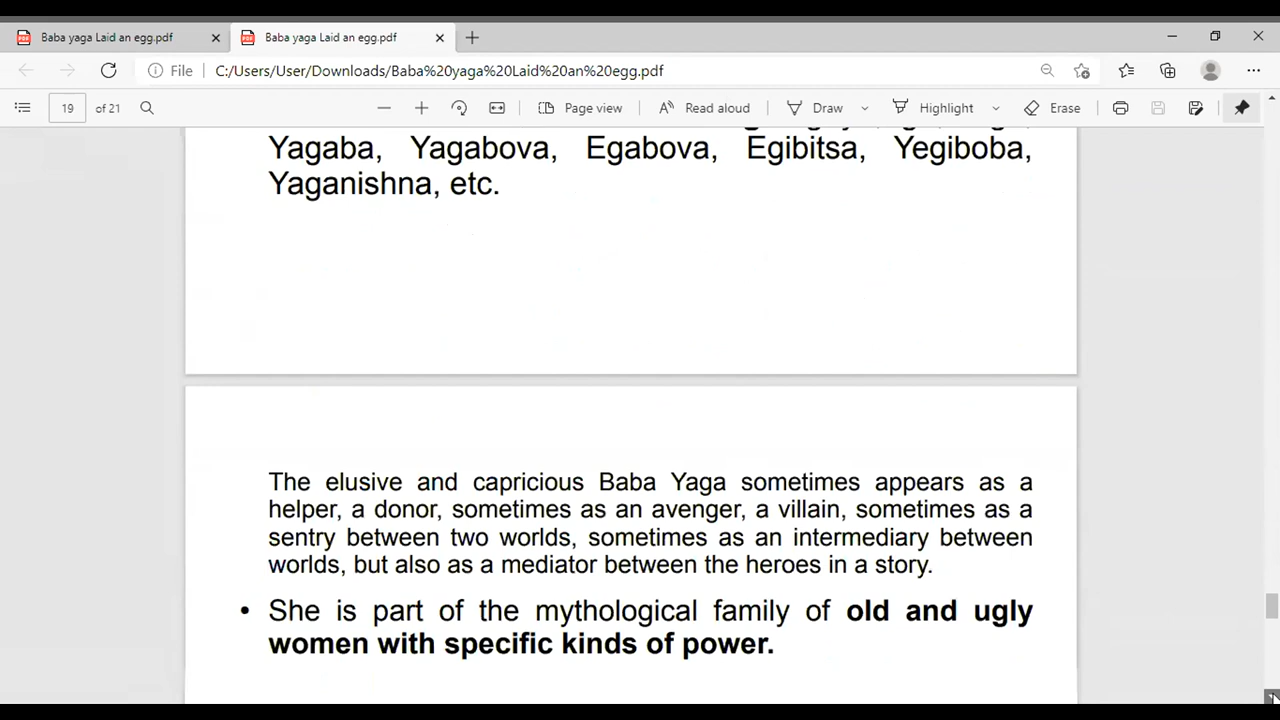 Baba yaga Laid an egg.pdf
Baba yaga Laid an egg.pdf
File C:/Users/User/Downloads/Baba%20yaga%20Laid%20an%20egg.pdf
19 of 21 Page view Read aloud Draw Highlight Erase
Yagaba, Yagabova, Egabova, Egibitsa, Yegiboba,
Yaganishna, etc.
The elusive and capricious Baba Yaga sometimes appears as a
helper, a donor, sometimes as an avenger, a villain, sometimes as a
sentry between two worlds, sometimes as an intermediary between
worlds, but also as a mediator between the heroes in a story.
• She is part of the mythological family of old and ugly
women with specific kinds of power.